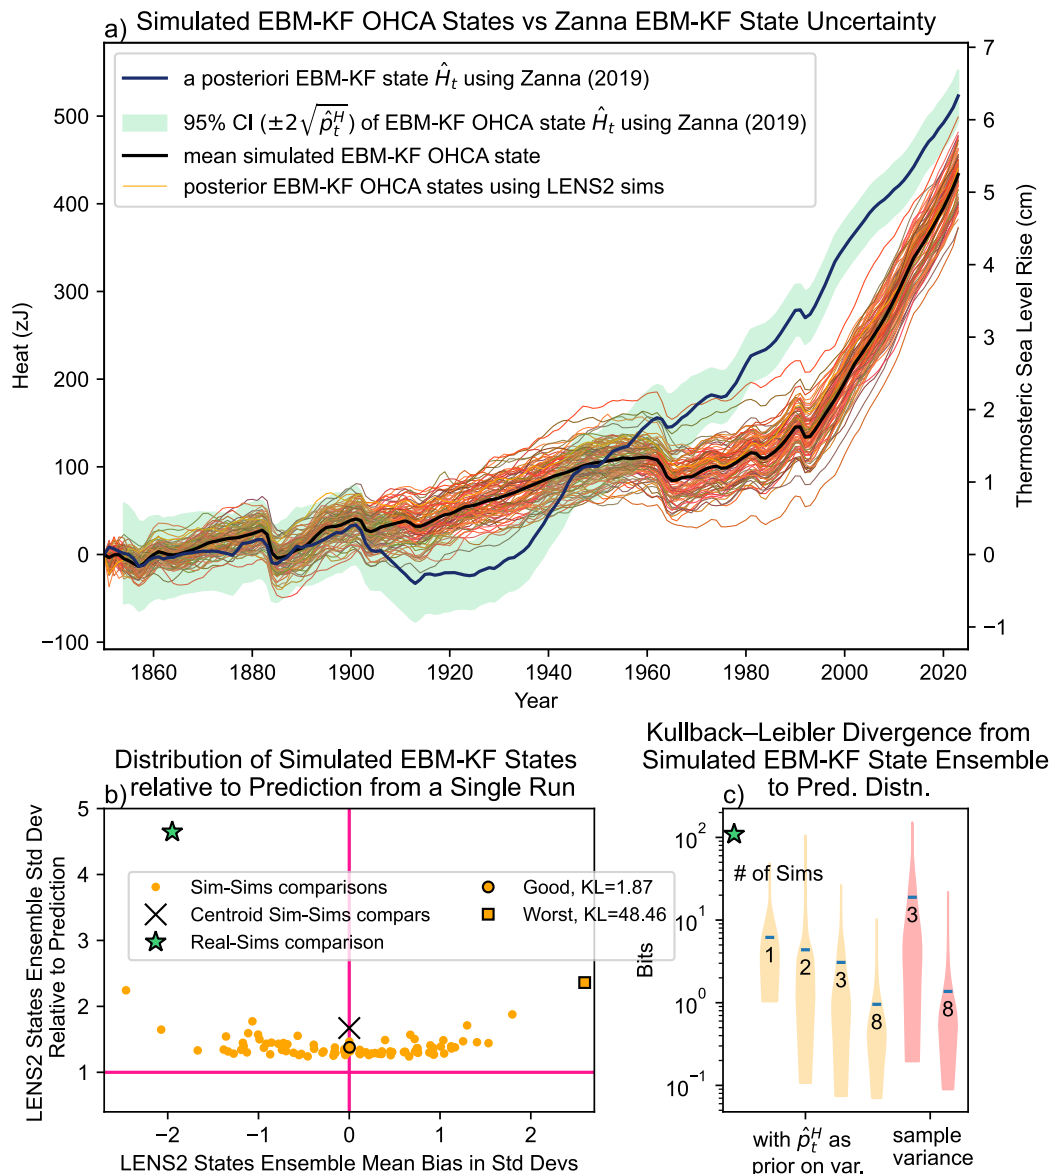 Simulated EBM-KF OHCA States vs Zanna EBM-KF State Uncertainty
a)
a posteriori EBM-KF state Ĥ_t using Zanna (2019)
95% CI (±2√p̂_t^H) of EBM-KF OHCA state Ĥ_t using Zanna (2019)
mean simulated EBM-KF OHCA state
posterior EBM-KF OHCA states using LENS2 sims
Heat (zJ)
500
400
300
200
100
0
−100
Thermosteric Sea Level Rise (cm)
7
6
5
4
3
2
1
0
−1
1860
1880
1900
1920
1940
1960
1980
2000
2020
Year
Distribution of Simulated EBM-KF States
relative to Prediction from a Single Run
b)
LENS2 States Ensemble Std Dev
Relative to Prediction
5
4
3
2
1
Sim-Sims comparisons
Centroid Sim-Sims compars
Real-Sims comparison
Good, KL=1.87
Worst, KL=48.46
−2
−1
0
1
2
LENS2 States Ensemble Mean Bias in Std Devs
Kullback–Leibler Divergence from
Simulated EBM-KF State Ensemble
to Pred. Distn.
c)
Bits
10^2
10^1
10^0
10^−1
# of Sims
1
2
3
8
3
8
with p̂_t^H as
prior on var.
sample
variance